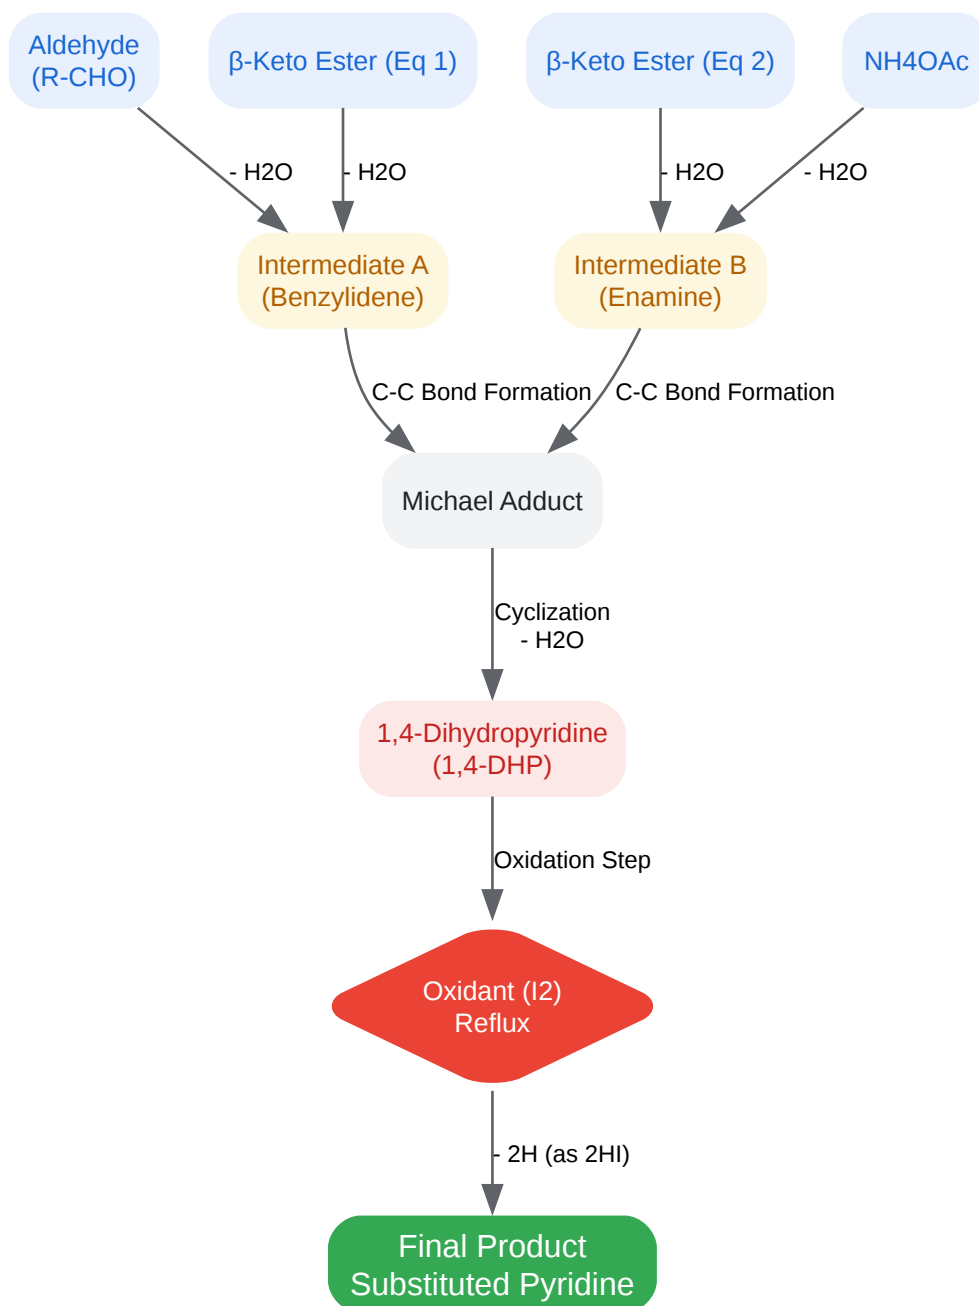 Aldehyde
(R-CHO)
β-Keto Ester (Eq 1)
β-Keto Ester (Eq 2)
NH4OAc
- H2O
- H2O
- H2O
- H2O
Intermediate A
(Benzylidene)
Intermediate B
(Enamine)
C-C Bond Formation
C-C Bond Formation
Michael Adduct
Cyclization
- H2O
1,4-Dihydropyridine
(1,4-DHP)
Oxidation Step
Oxidant (I2)
Reflux
- 2H (as 2HI)
Final Product
Substituted Pyridine